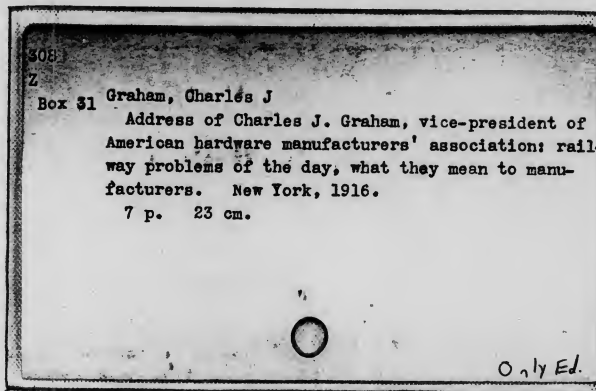 308
Z
Box 31 Graham, Charles J
Address of Charles J. Graham, vice-president of
American hardware manufacturers' association: rail-
way problems of the day, what they mean to manu-
facturers. New York, 1916.
7 p. 23 cm.
Only Ed.